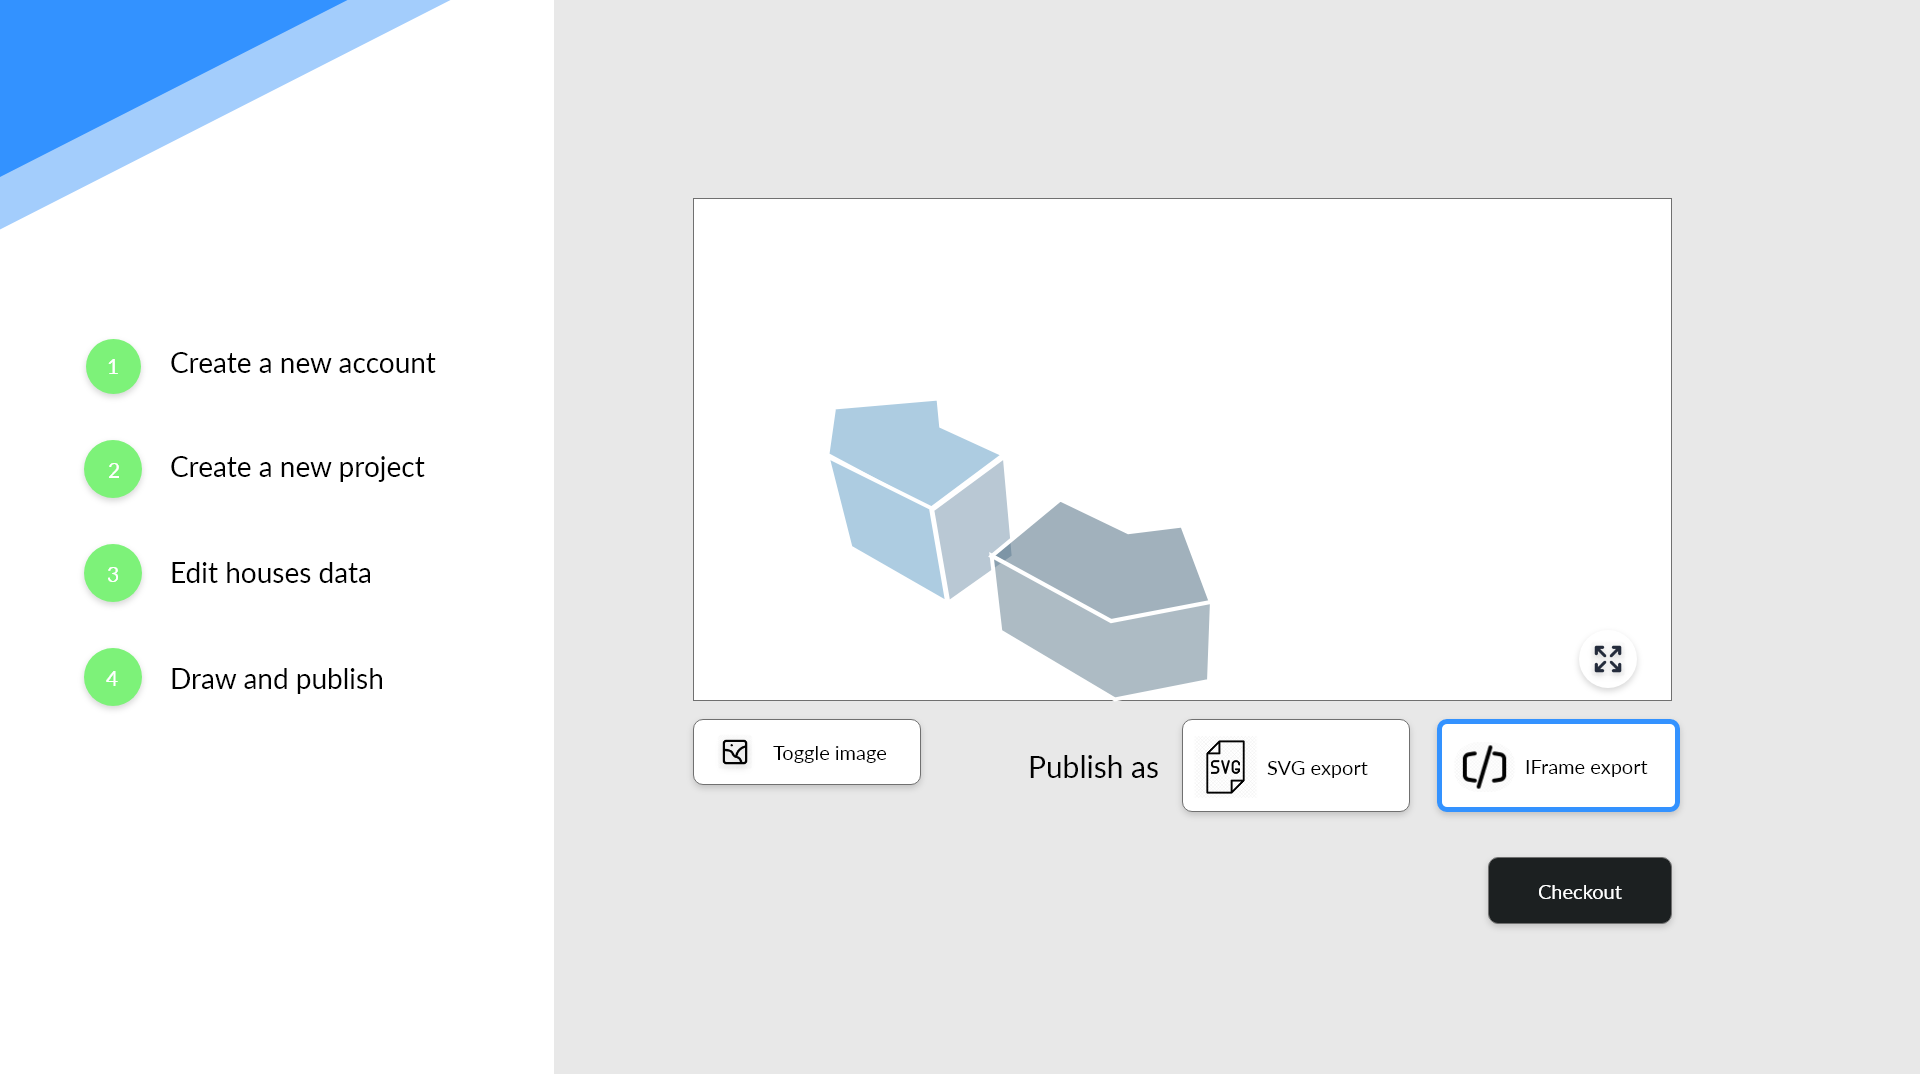 1 Create a new account
2 Create a new project
3 Edit houses data
4 Draw and publish
Toggle image
Publish as
SVG
SVG export
IFrame export
Checkout